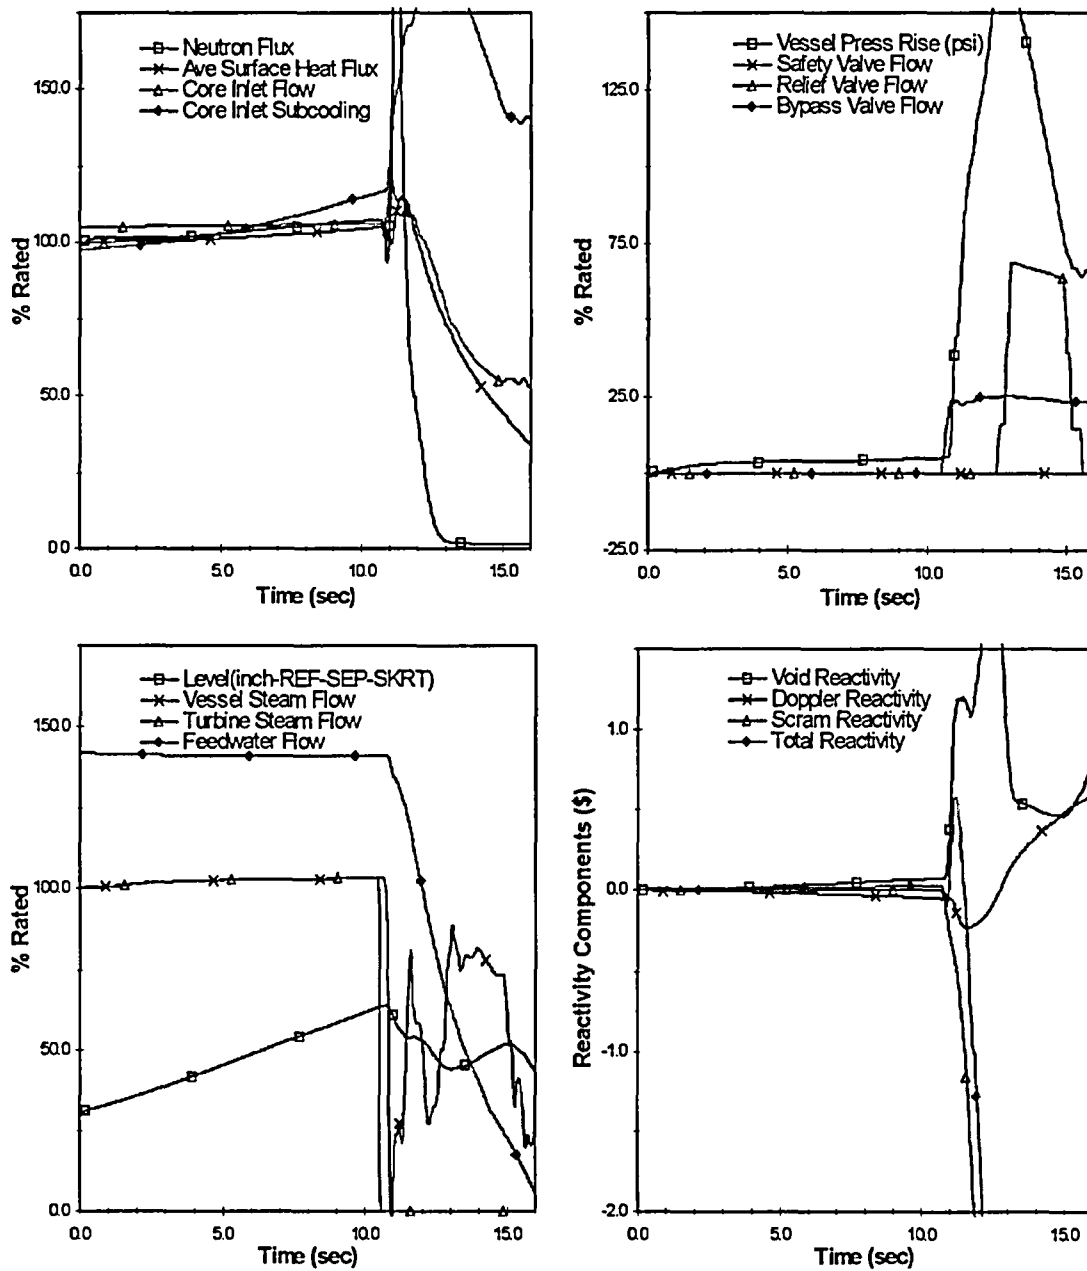 Neutron Flux
Ave Surface Heat Flux
Core Inlet Flow
Core Inlet Subcoding
150.0
100.0
50.0
0.0
% Rated
0.0 5.0 10.0 15.0
Time (sec)
Vessel Press Rise (psi)
Safety Valve Flow
Relief Valve Flow
Bypass Valve Flow
125.0
75.0
25.0
-25.0
% Rated
0.0 5.0 10.0 15.0
Time (sec)
Level(inch-REF-SEP-SKRT)
Vessel Steam Flow
Turbine Steam Flow
Feedwater Flow
150.0
100.0
50.0
0.0
% Rated
0.0 5.0 10.0 15.0
Time (sec)
Void Reactivity
Doppler Reactivity
Scram Reactivity
Total Reactivity
1.0
0.0
-1.0
-2.0
Reactivity Components ($)
0.0 5.0 10.0 15.0
Time (sec)